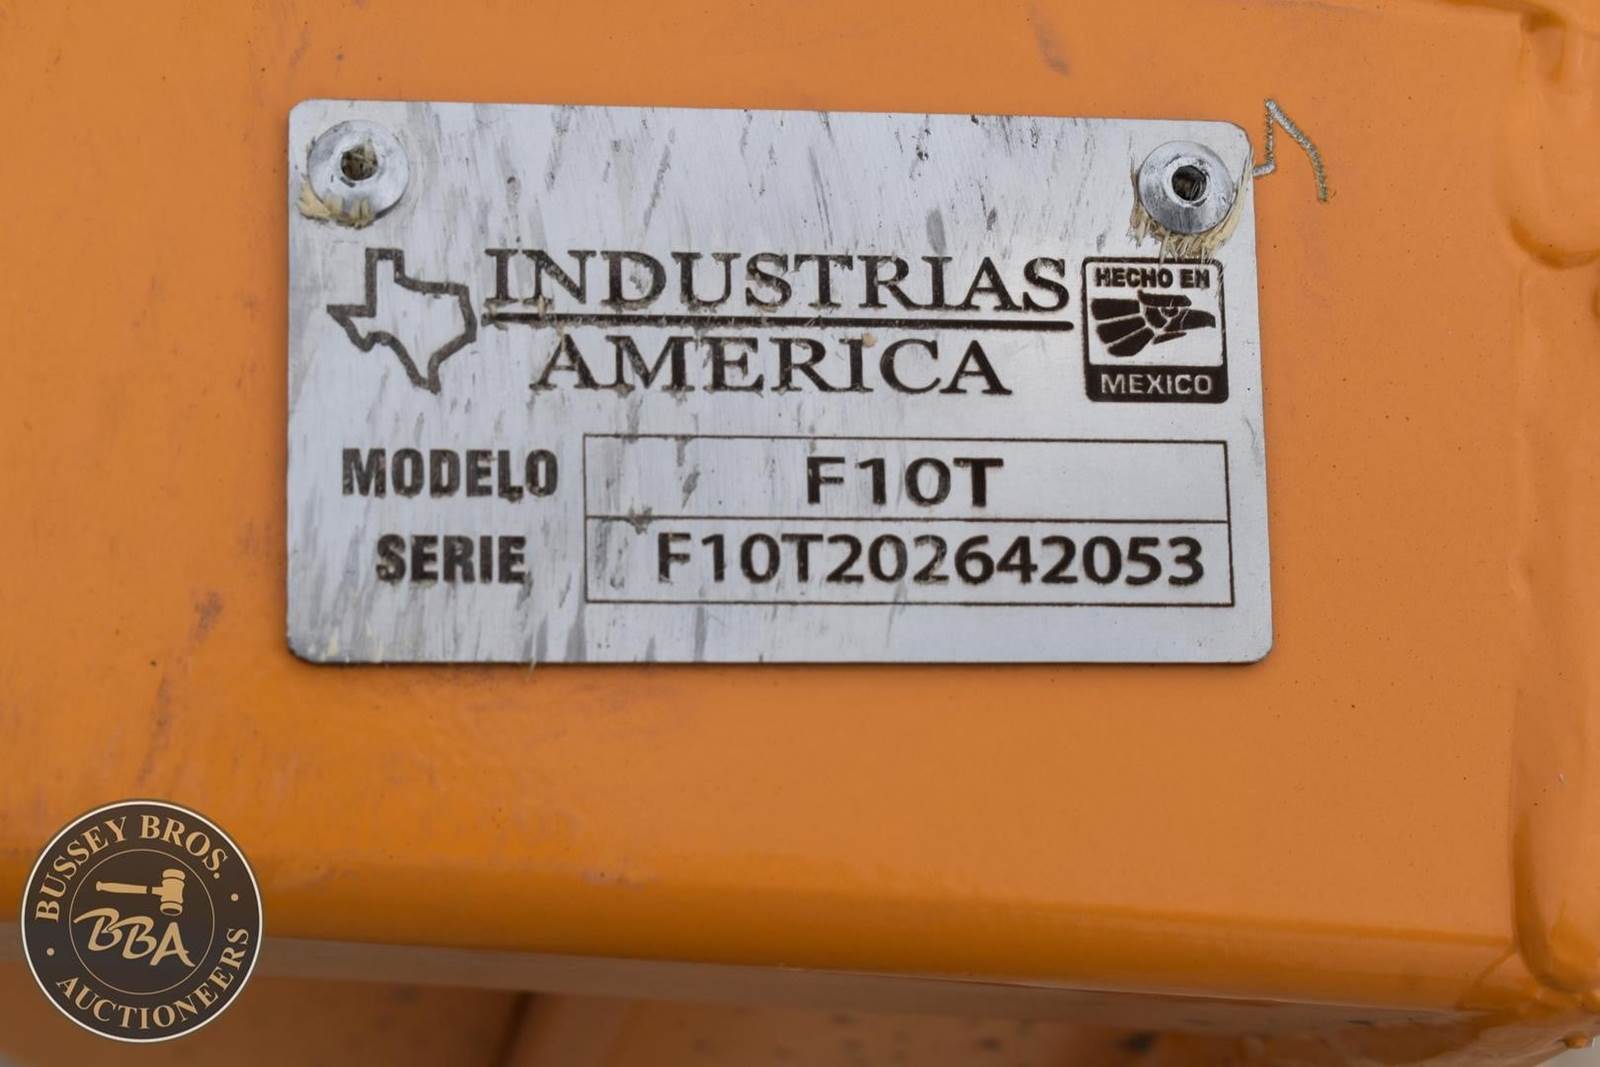 INDUSTRIAS
AMERICA
HECHO EN
MEXICO
MODELO F10T
SERIE F10T202642053
BUSSEY BROS.
BBA
AUCTIONEERS